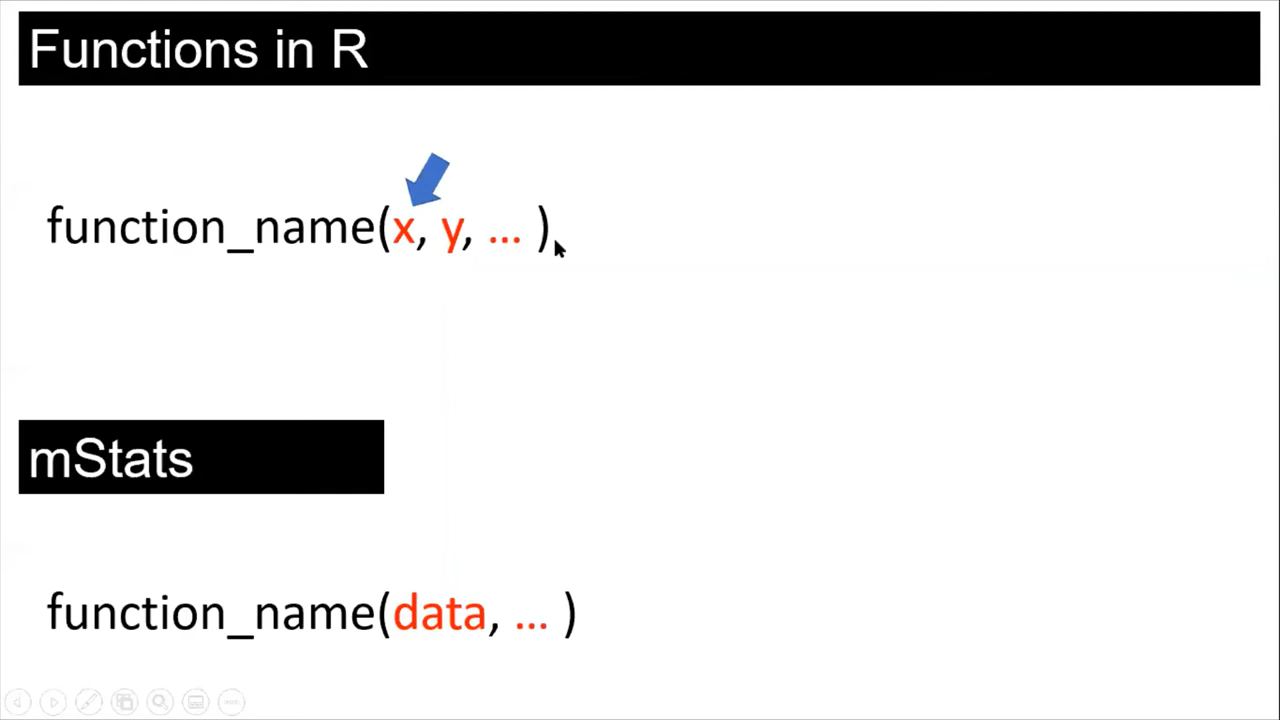 Functions in R
function_name(x, y, ... )
mStats
function_name(data, ... )